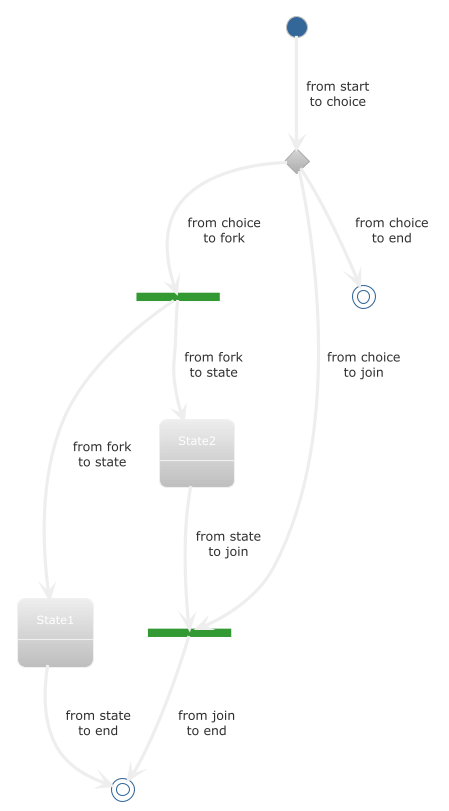 from start
to choice
from choice
to fork
from choice
to end
from fork
to state
from choice
to join
State2
from fork
to state
from state
to join
State1
from state
to end
from join
to end